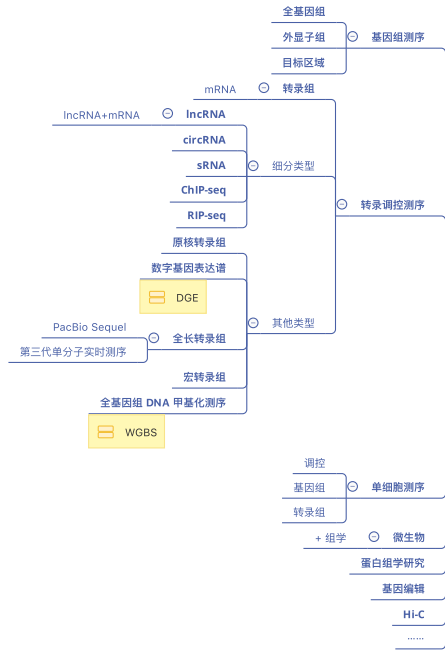 全基因组
外显子组
基因组测序
目标区域
mRNA
转录组
lncRNA+mRNA
lncRNA
circRNA
sRNA
细分类型
ChIP-seq
RIP-seq
转录调控测序
原核转录组
数字基因表达谱
DGE
其他类型
PacBio Sequel
全长转录组
第三代单分子实时测序
宏转录组
全基因组 DNA 甲基化测序
WGBS
调控
基因组
单细胞测序
转录组
+ 组学
微生物
蛋白组学研究
基因编辑
Hi-C
……